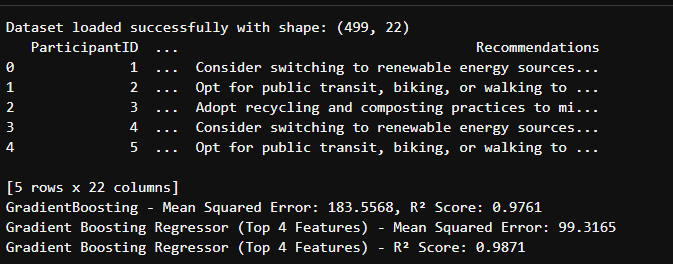 Dataset loaded successfully with shape: (499, 22)
   ParticipantID  ...                                    Recommendations
0              1  ...  Consider switching to renewable energy sources...
1              2  ...  Opt for public transit, biking, or walking to ...
2              3  ...  Adopt recycling and composting practices to mi...
3              4  ...  Consider switching to renewable energy sources...
4              5  ...  Opt for public transit, biking, or walking to ...
[5 rows x 22 columns]
GradientBoosting - Mean Squared Error: 183.5568, R² Score: 0.9761
Gradient Boosting Regressor (Top 4 Features) - Mean Squared Error: 99.3165
Gradient Boosting Regressor (Top 4 Features) - R² Score: 0.9871